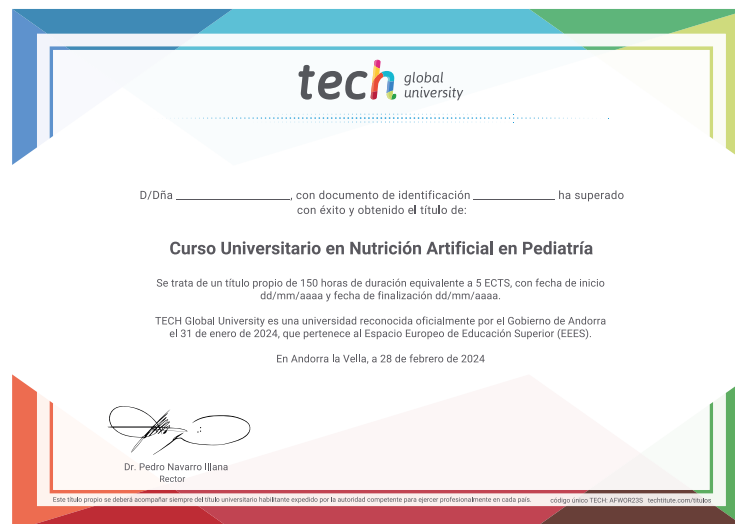 tech global university
D/Dña ____________________, con documento de identificación ______________ ha superado
con éxito y obtenido el título de:
Curso Universitario en Nutrición Artificial en Pediatría
Se trata de un título propio de 150 horas de duración equivalente a 5 ECTS, con fecha de inicio
dd/mm/aaaa y fecha de finalización dd/mm/aaaa.
TECH Global University es una universidad reconocida oficialmente por el Gobierno de Andorra
el 31 de enero de 2024, que pertenece al Espacio Europeo de Educación Superior (EEES).
En Andorra la Vella, a 28 de febrero de 2024
Dr. Pedro Navarro Illana
Rector
Este título propio se deberá acompañar siempre del título universitario habilitante expedido por la autoridad competente para ejercer profesionalmente en cada país. código único TECH: AFWOR23S techtitute.com/titulos